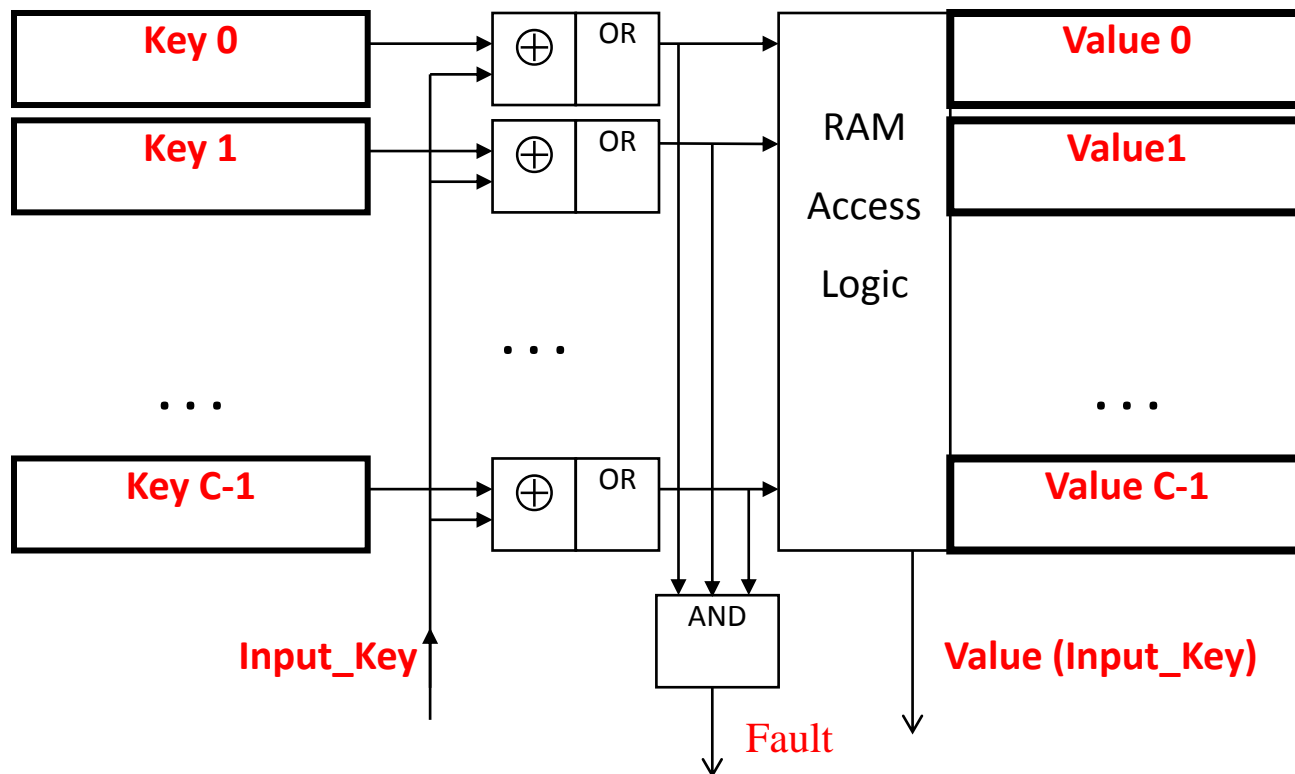 Key 0
⊕
OR
Value 0
Key 1
⊕
OR
RAM
Access
Logic
Value1
. . .
. . .
. . .
Key C-1
⊕
OR
Value C-1
AND
Input_Key
Value (Input_Key)
Fault